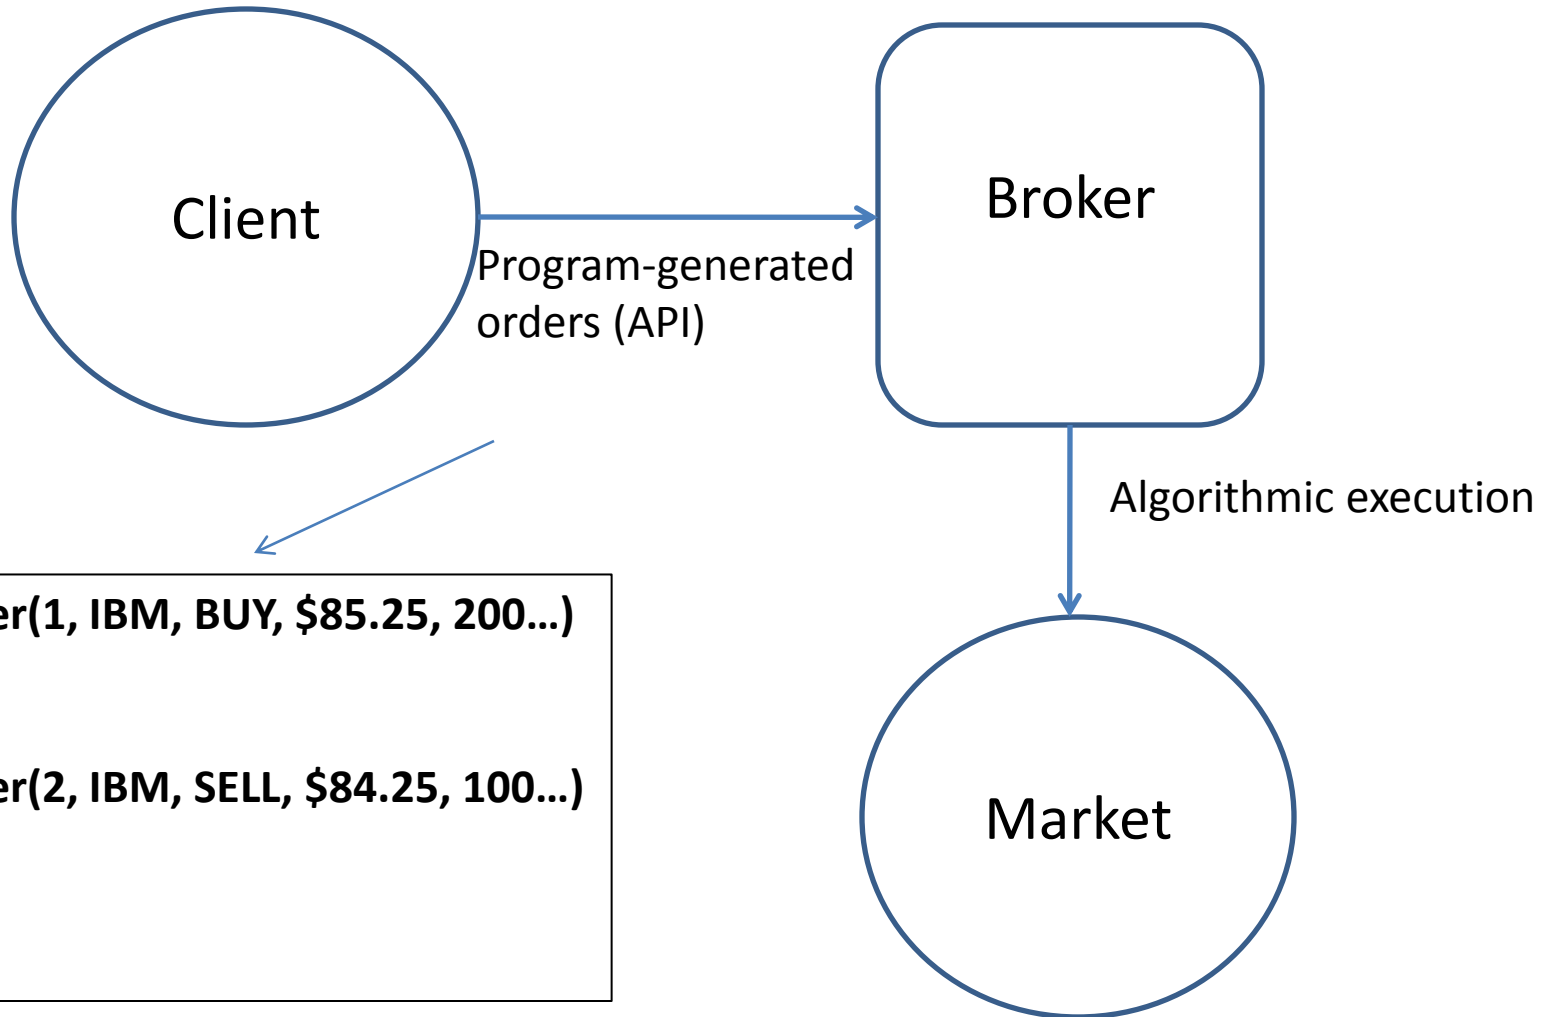 Client
Broker
Program-generated
orders (API)
Algorithmic execution
er(1, IBM, BUY, $85.25, 200…)
er(2, IBM, SELL, $84.25, 100…)
Market